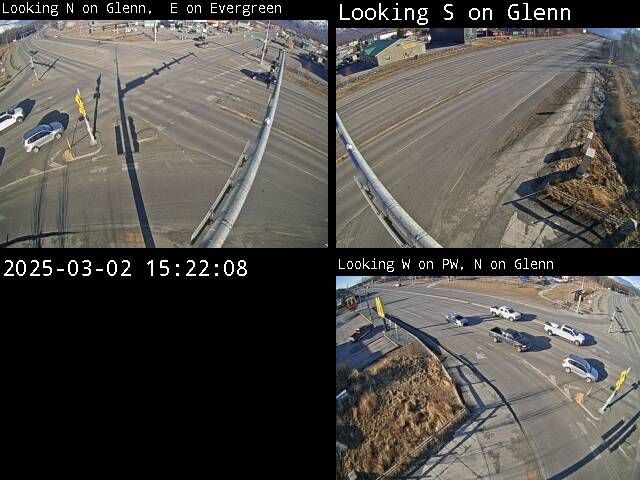 Looking N on Glenn,  E on Evergreen
Looking S on Glenn
2025-03-02 15:22:08
Looking W on PW, N on Glenn